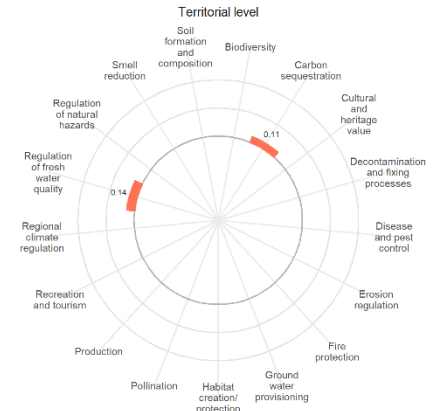 Territorial level
Soil
formation
and
composition
Biodiversity
Carbon
sequestration
Cultural
and
heritage
value
Decontamination
and fixing
processes
Disease
and pest
control
Erosion
regulation
Fire
protection
Ground
water
provisioning
Habitat
creation/
protection
Pollination
Production
Recreation
and tourism
Regional
climate
regulation
Regulation
of fresh
water
quality
Regulation
of natural
hazards
Smell
reduction
0.11
0.14